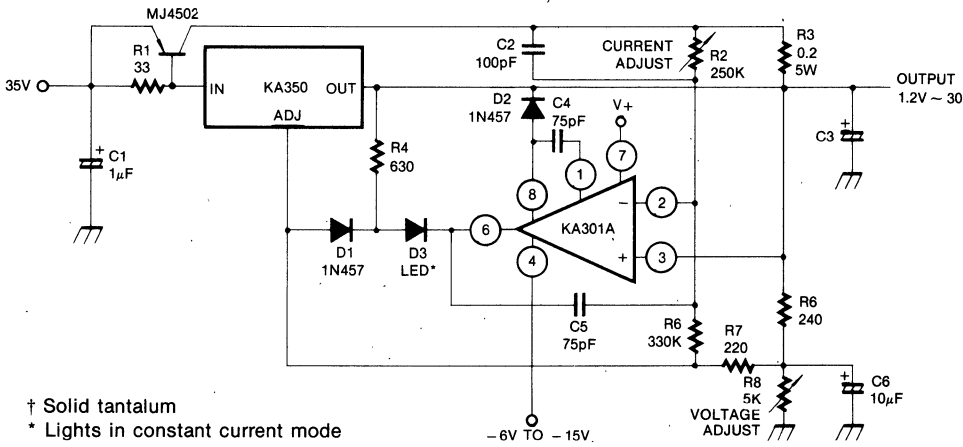 MJ4502
R1
33
35V
IN
KA350
OUT
ADJ
C1
1µF
+
C2
100pF
CURRENT
ADJUST
R2
250K
R3
0.2
5W
OUTPUT
1.2V ~ 30
D2
1N457
C4
75pF
V+
R4
630
+
C3
7
1
8
− 2
KA301A
6
+ 3
4
D1
1N457
D3
LED*
C5
75pF
R6
330K
R7
220
R6
240
R8
5K
VOLTAGE
ADJUST
+
C6
10µF
− 6V TO − 15V
† Solid tantalum
* Lights in constant current mode